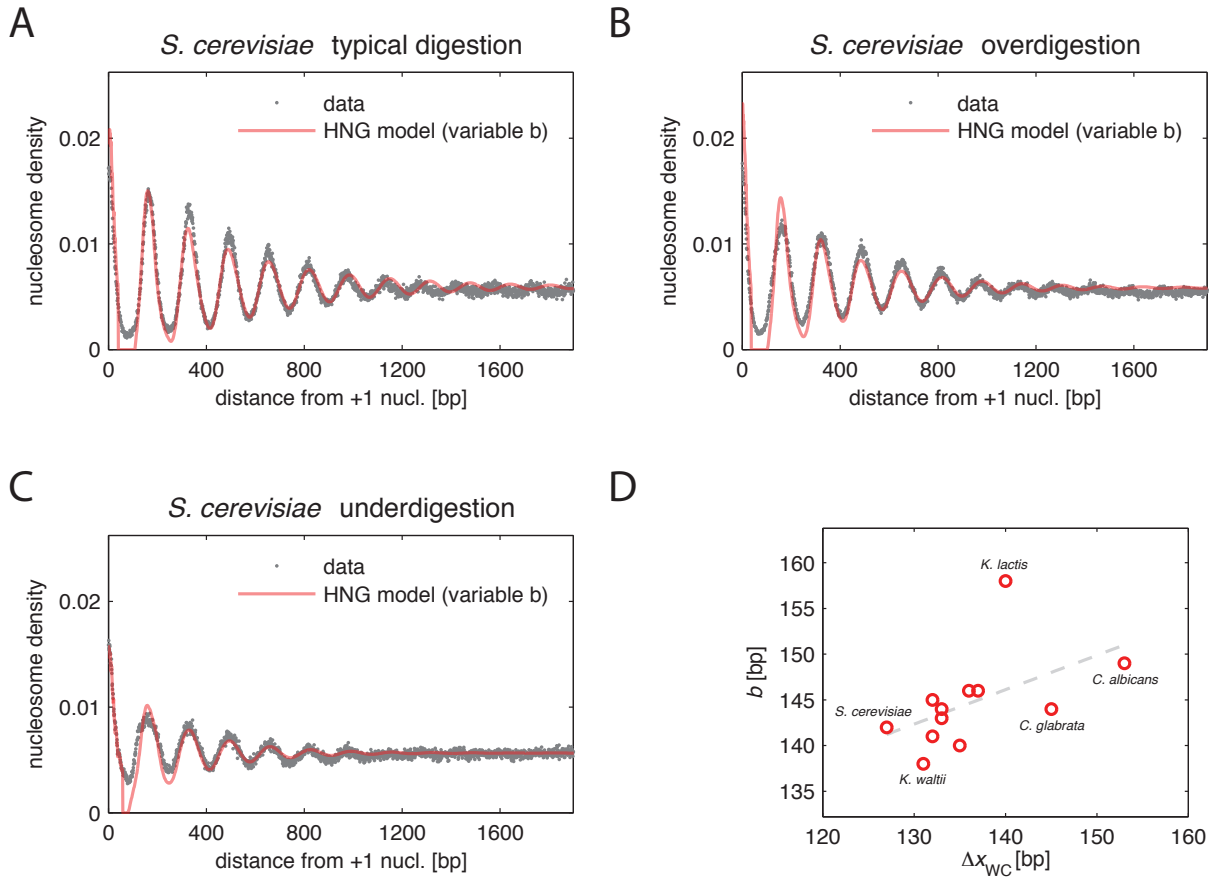 A
S. cerevisiae typical digestion
data
HNG model (variable b)
nucleosome density
0.02
0.01
0
0
400
800
1200
1600
distance from +1 nucl. [bp]
B
S. cerevisiae overdigestion
data
HNG model (variable b)
nucleosome density
0.02
0.01
0
0
400
800
1200
1600
distance from +1 nucl. [bp]
C
S. cerevisiae underdigestion
data
HNG model (variable b)
nucleosome density
0.02
0.01
0
0
400
800
1200
1600
distance from +1 nucl. [bp]
D
b [bp]
160
155
150
145
140
135
K. lactis
C. albicans
S. cerevisiae
C. glabrata
K. waltii
120
130
140
150
160
Δx_WC [bp]